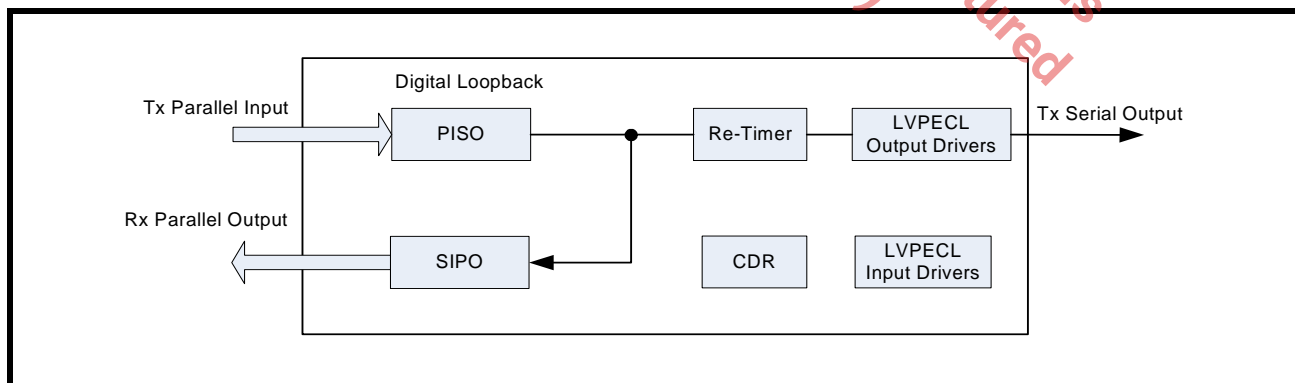 Digital Loopback
Tx Parallel Input
PISO
Re-Timer
LVPECL
Output Drivers
Tx Serial Output
Rx Parallel Output
SIPO
CDR
LVPECL
Input Drivers